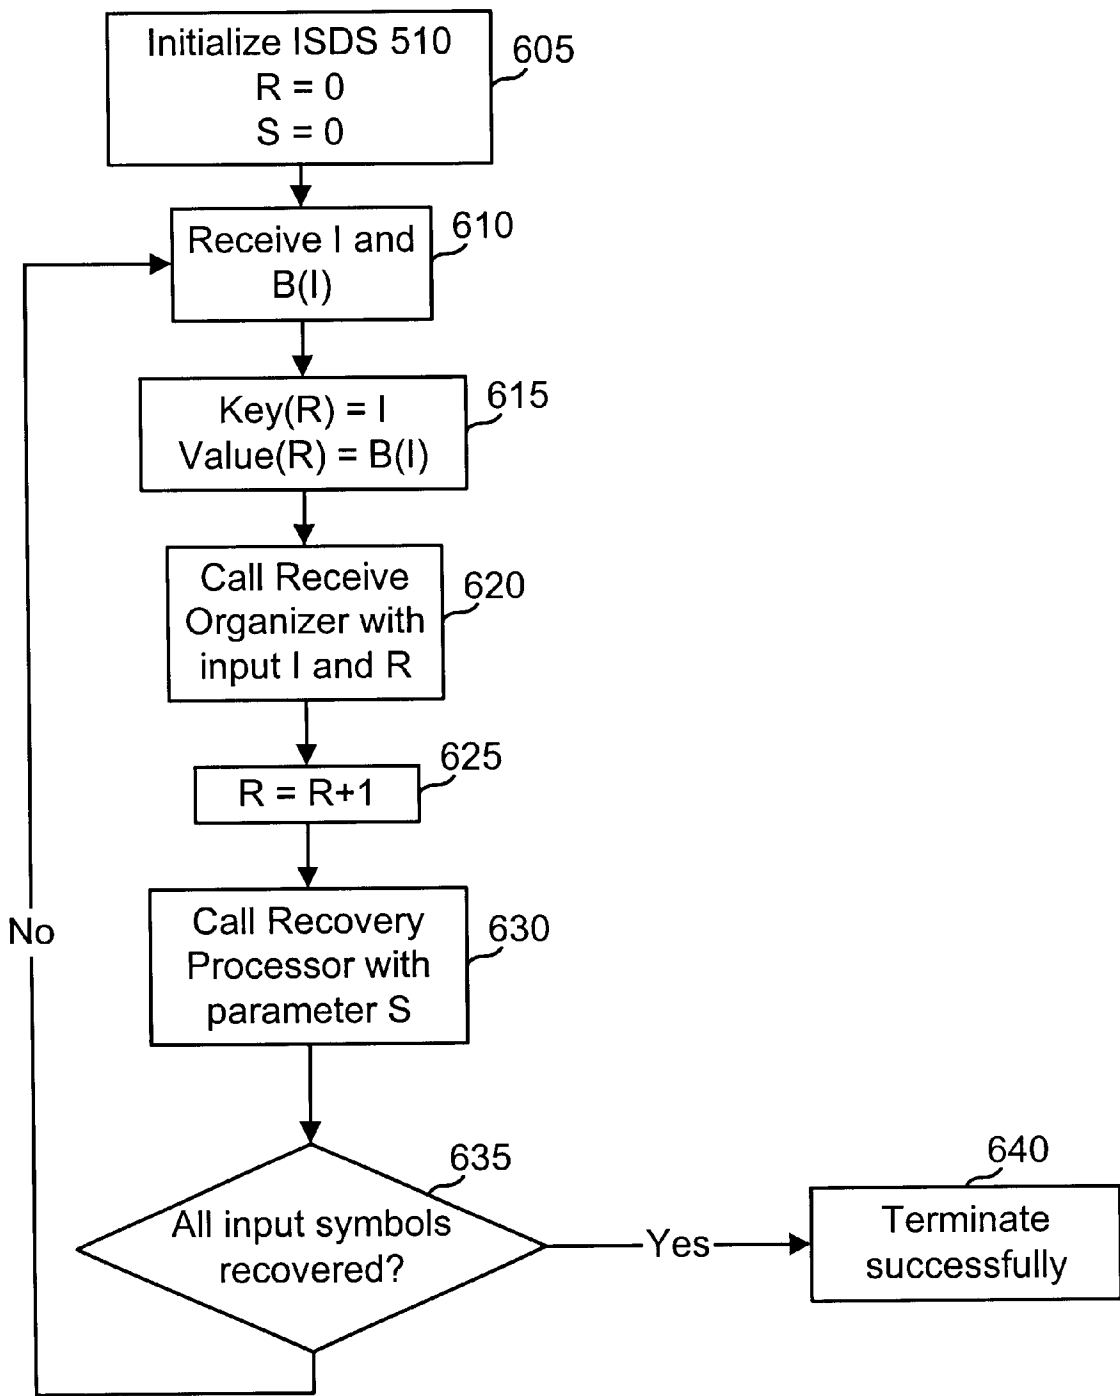 Initialize ISDS 510
R = 0
S = 0
605
Receive I and
B(I)
610
Key(R) = I
Value(R) = B(I)
615
Call Receive
Organizer with
input I and R
620
R = R+1
625
Call Recovery
Processor with
parameter S
630
No
All input symbols
recovered?
635
Yes
Terminate
successfully
640